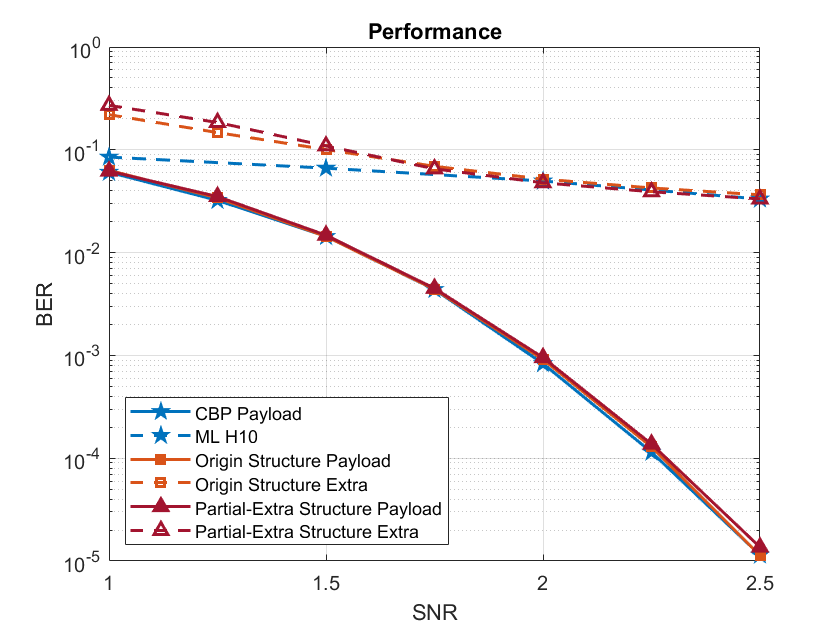 Performance
10^0
10^-1
10^-2
10^-3
10^-4
10^-5
BER
CBP Payload
ML H10
Origin Structure Payload
Origin Structure Extra
Partial-Extra Structure Payload
Partial-Extra Structure Extra
1 1.5 2 2.5
SNR